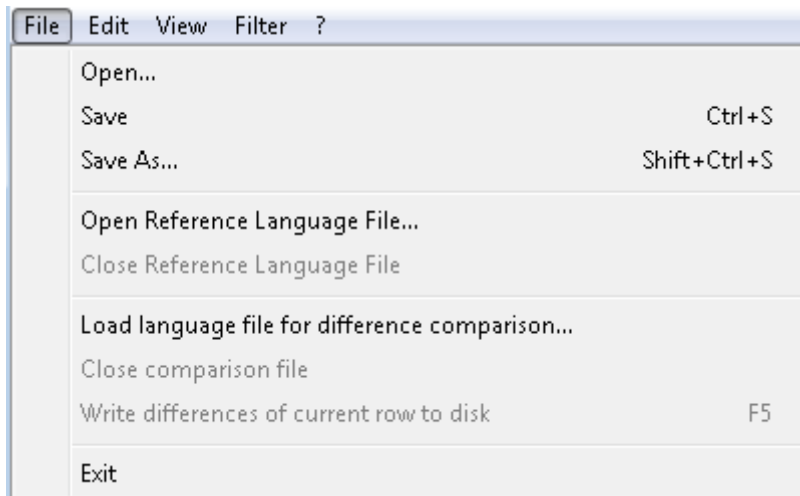 File Edit View Filter ?
Open...
Save Ctrl+S
Save As... Shift+Ctrl+S
Open Reference Language File...
Close Reference Language File
Load language file for difference comparison...
Close comparison file
Write differences of current row to disk F5
Exit